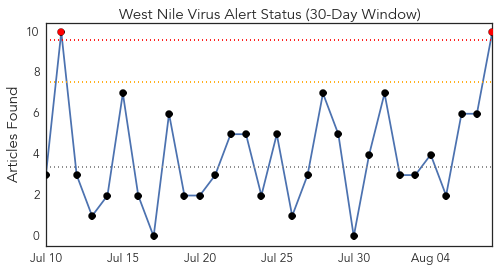 West Nile Virus Alert Status (30-Day Window)
Articles Found
10
8
6
4
2
0
Jul 10
Jul 15
Jul 20
Jul 25
Jul 30
Aug 04